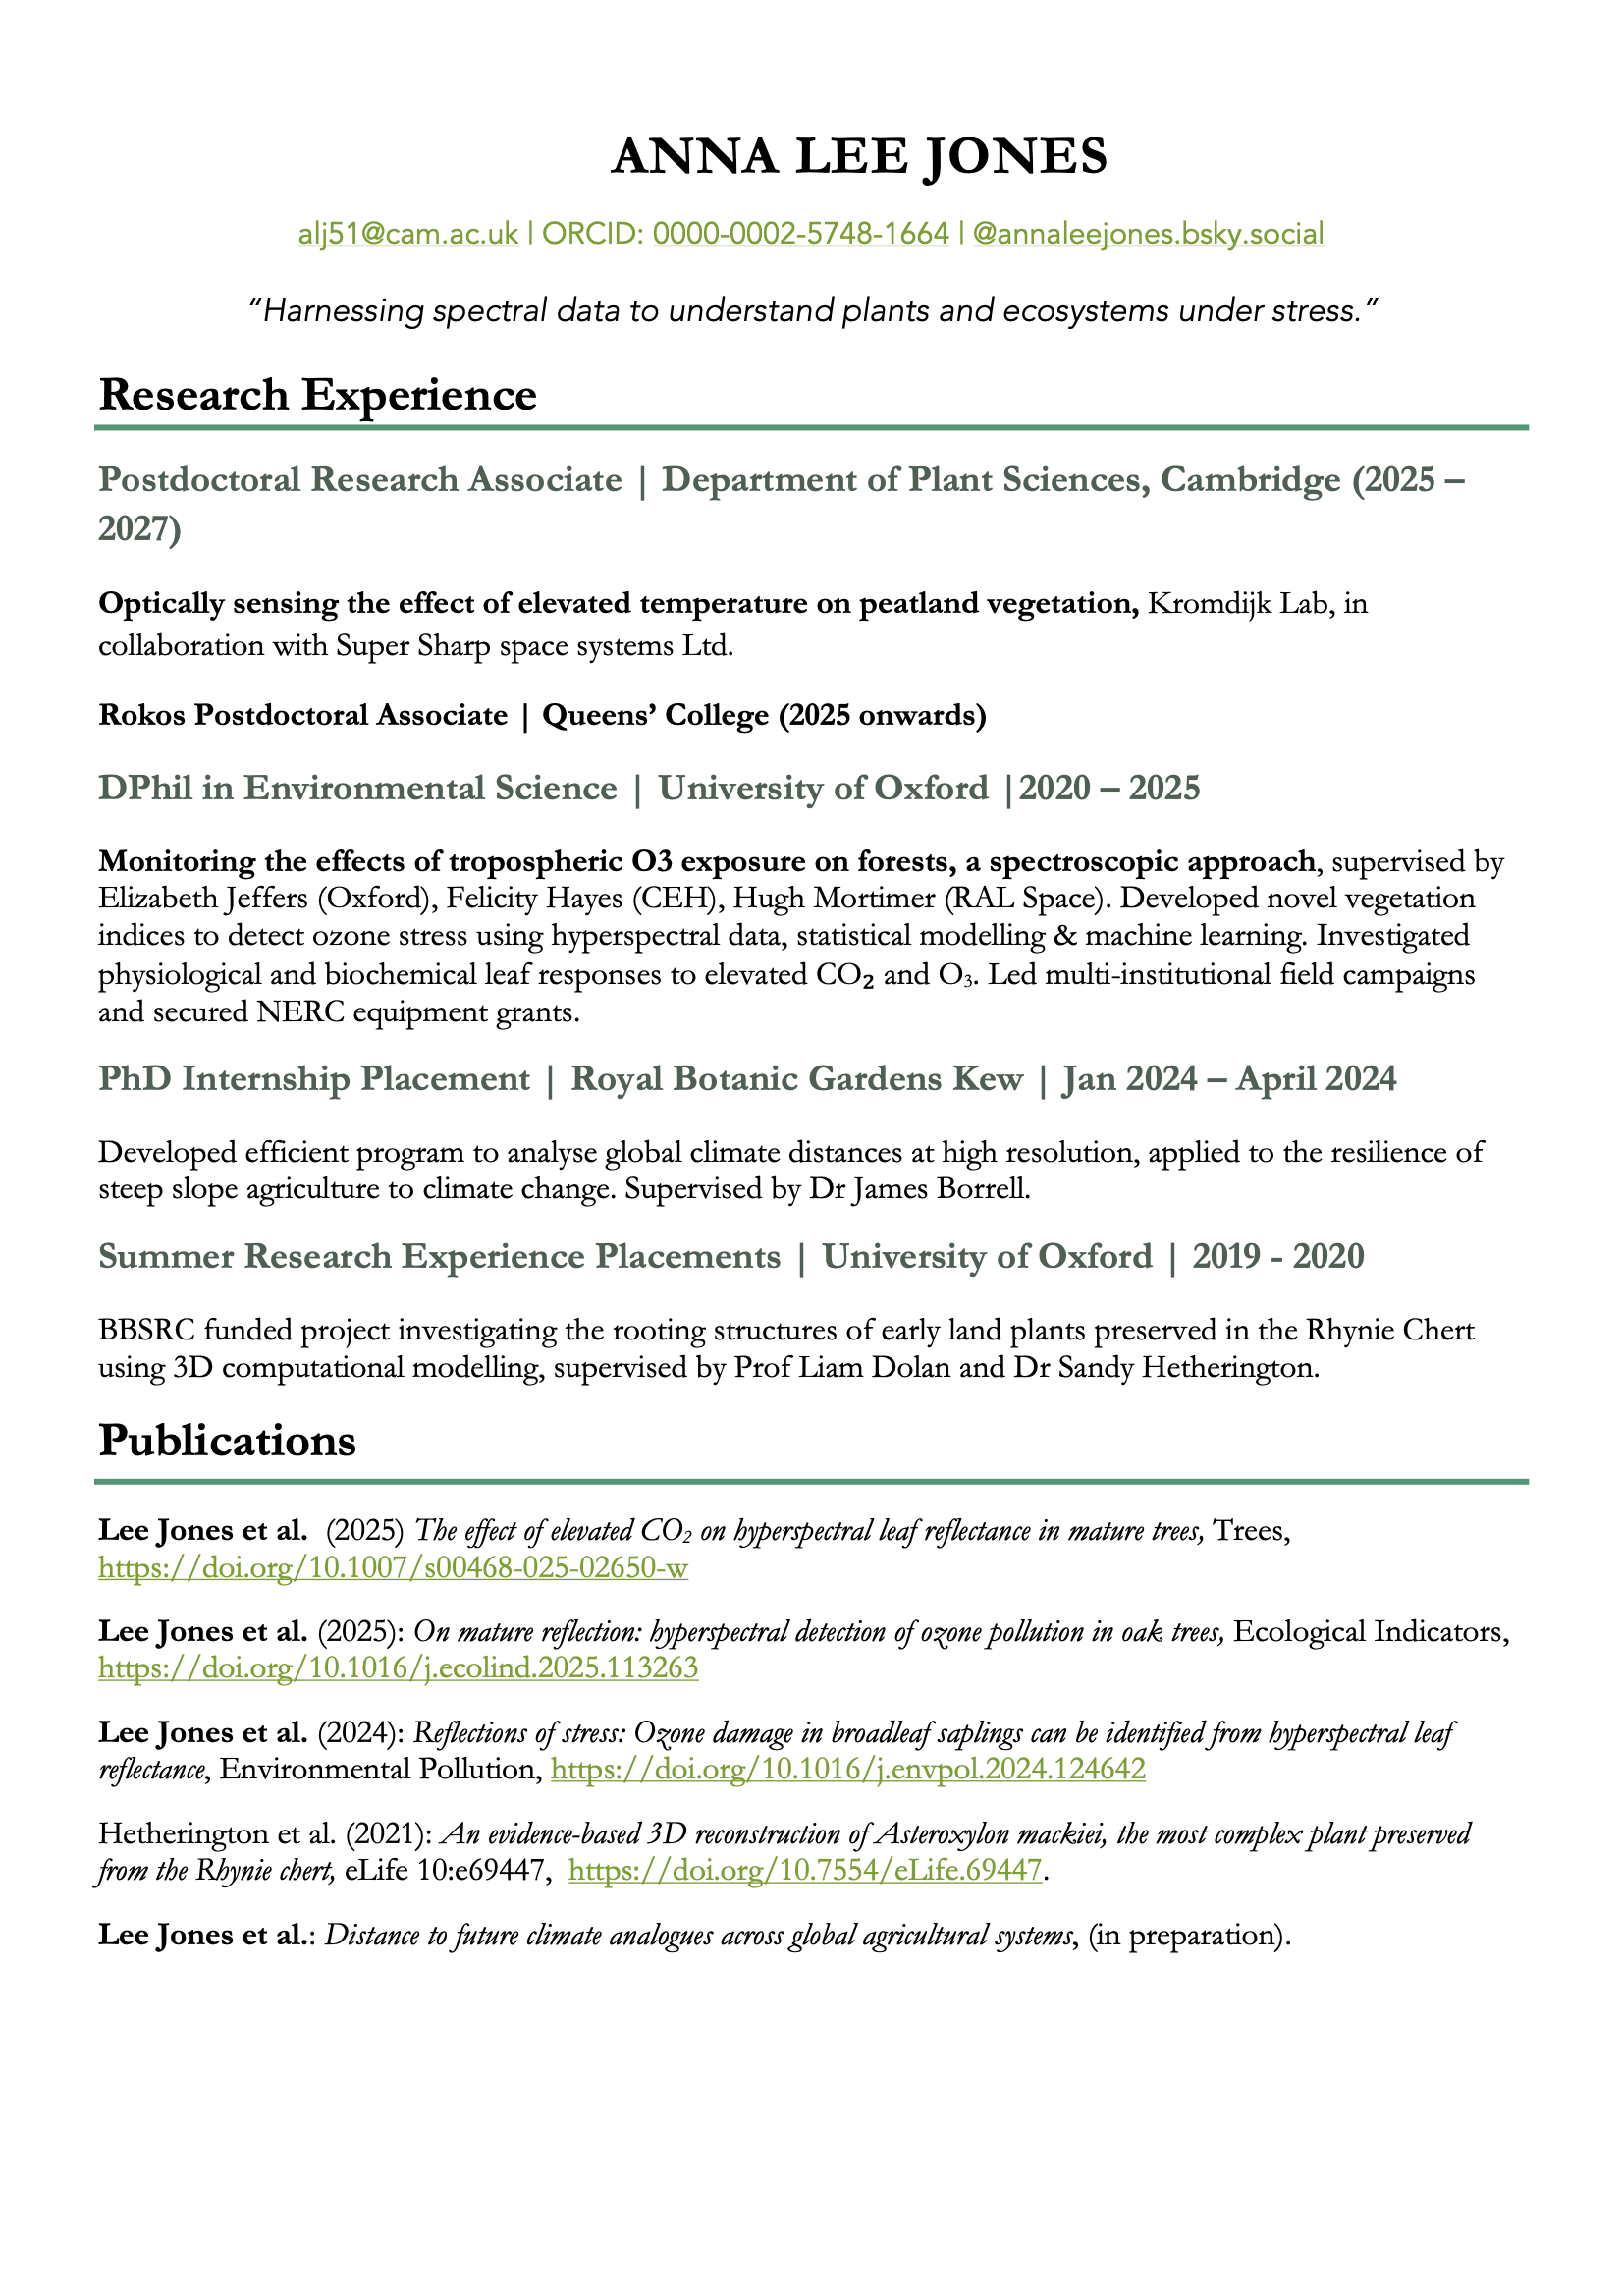 ANNA LEE JONES
alj51@cam.ac.uk | ORCID: 0000-0002-5748-1664 | @annaleejones.bsky.social
“Harnessing spectral data to understand plants and ecosystems under stress.”
Research Experience
Postdoctoral Research Associate | Department of Plant Sciences, Cambridge (2025 –
2027)
Optically sensing the effect of elevated temperature on peatland vegetation, Kromdijk Lab, in
collaboration with Super Sharp space systems Ltd.
Rokos Postdoctoral Associate | Queens’ College (2025 onwards)
DPhil in Environmental Science | University of Oxford |2020 – 2025
Monitoring the effects of tropospheric O3 exposure on forests, a spectroscopic approach, supervised by
Elizabeth Jeffers (Oxford), Felicity Hayes (CEH), Hugh Mortimer (RAL Space). Developed novel vegetation
indices to detect ozone stress using hyperspectral data, statistical modelling & machine learning. Investigated
physiological and biochemical leaf responses to elevated CO₂ and O₃. Led multi-institutional field campaigns
and secured NERC equipment grants.
PhD Internship Placement | Royal Botanic Gardens Kew | Jan 2024 – April 2024
Developed efficient program to analyse global climate distances at high resolution, applied to the resilience of
steep slope agriculture to climate change. Supervised by Dr James Borrell.
Summer Research Experience Placements | University of Oxford | 2019 - 2020
BBSRC funded project investigating the rooting structures of early land plants preserved in the Rhynie Chert
using 3D computational modelling, supervised by Prof Liam Dolan and Dr Sandy Hetherington.
Publications
Lee Jones et al. (2025) The effect of elevated CO₂ on hyperspectral leaf reflectance in mature trees, Trees,
https://doi.org/10.1007/s00468-025-02650-w
Lee Jones et al. (2025): On mature reflection: hyperspectral detection of ozone pollution in oak trees, Ecological Indicators,
https://doi.org/10.1016/j.ecolind.2025.113263
Lee Jones et al. (2024): Reflections of stress: Ozone damage in broadleaf saplings can be identified from hyperspectral leaf
reflectance, Environmental Pollution, https://doi.org/10.1016/j.envpol.2024.124642
Hetherington et al. (2021): An evidence-based 3D reconstruction of Asteroxylon mackiei, the most complex plant preserved
from the Rhynie chert, eLife 10:e69447, https://doi.org/10.7554/eLife.69447.
Lee Jones et al.: Distance to future climate analogues across global agricultural systems, (in preparation).